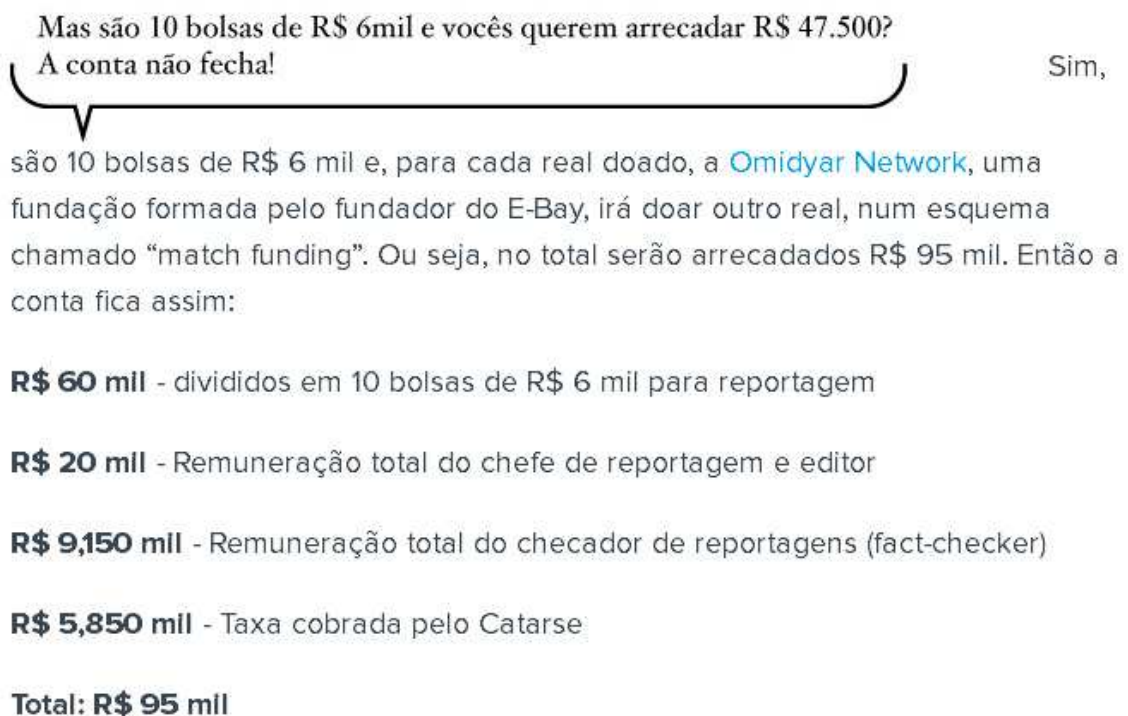 Mas são 10 bolsas de R$ 6mil e vocês querem arrecadar R$ 47.500?
A conta não fecha!
Sim,
são 10 bolsas de R$ 6 mil e, para cada real doado, a Omidyar Network, uma
fundação formada pelo fundador do E-Bay, irá doar outro real, num esquema
chamado “match funding”. Ou seja, no total serão arrecadados R$ 95 mil. Então a
conta fica assim:
R$ 60 mil - divididos em 10 bolsas de R$ 6 mil para reportagem
R$ 20 mil - Remuneração total do chefe de reportagem e editor
R$ 9,150 mil - Remuneração total do checador de reportagens (fact-checker)
R$ 5,850 mil - Taxa cobrada pelo Catarse
Total: R$ 95 mil